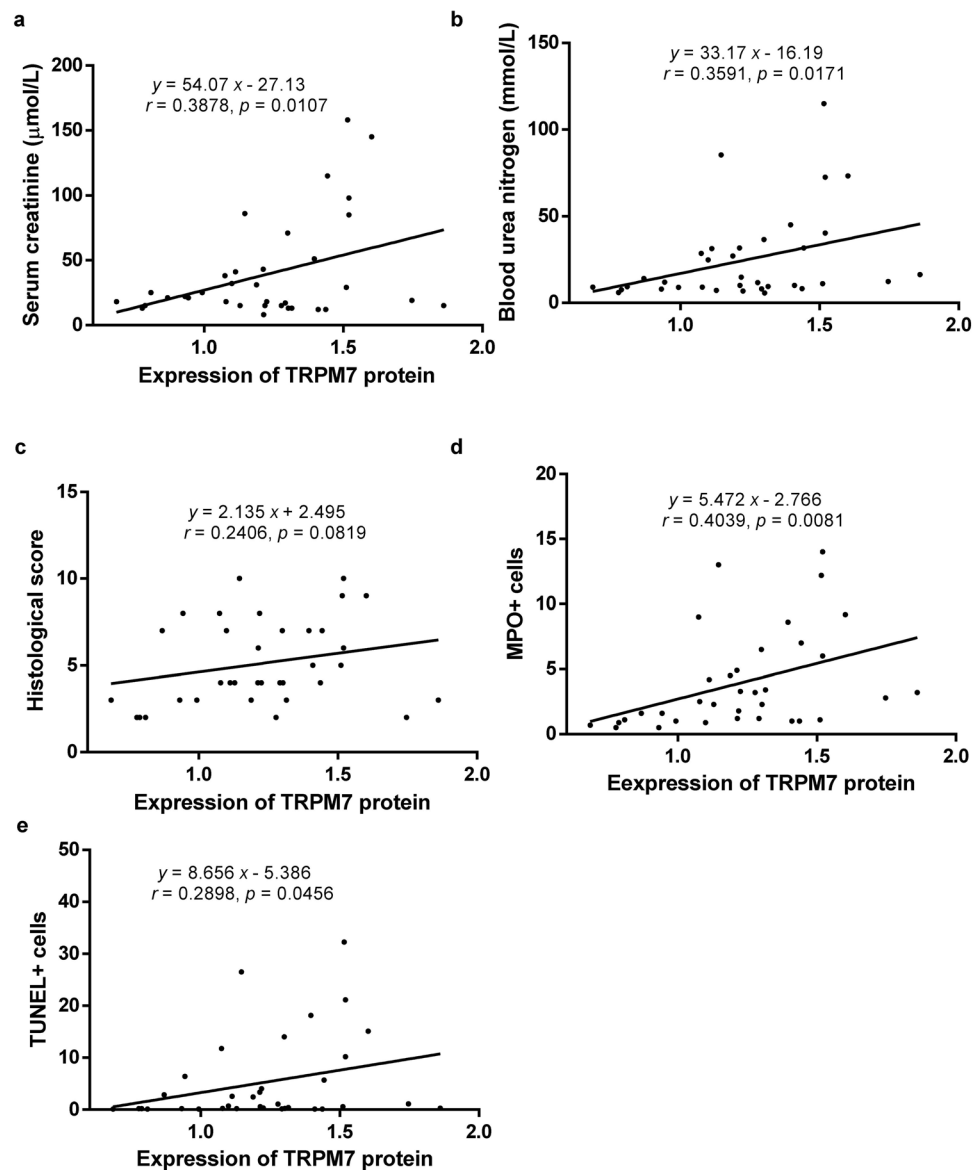 a
y = 54.07 x - 27.13
r = 0.3878, p = 0.0107
Serum creatinine (μmol/L)
200
150
100
50
0
1.0 1.5 2.0
Expression of TRPM7 protein
b
y = 33.17 x - 16.19
r = 0.3591, p = 0.0171
Blood urea nitrogen (mmol/L)
150
100
50
0
1.0 1.5 2.0
c
y = 2.135 x + 2.495
r = 0.2406, p = 0.0819
Histological score
15
10
5
0
1.0 1.5 2.0
Expression of TRPM7 protein
d
y = 5.472 x - 2.766
r = 0.4039, p = 0.0081
MPO+ cells
20
15
10
5
0
1.0 1.5 2.0
Eexpression of TRPM7 protein
e
y = 8.656 x - 5.386
r = 0.2898, p = 0.0456
TUNEL+ cells
50
40
30
20
10
0
1.0 1.5 2.0
Expression of TRPM7 protein